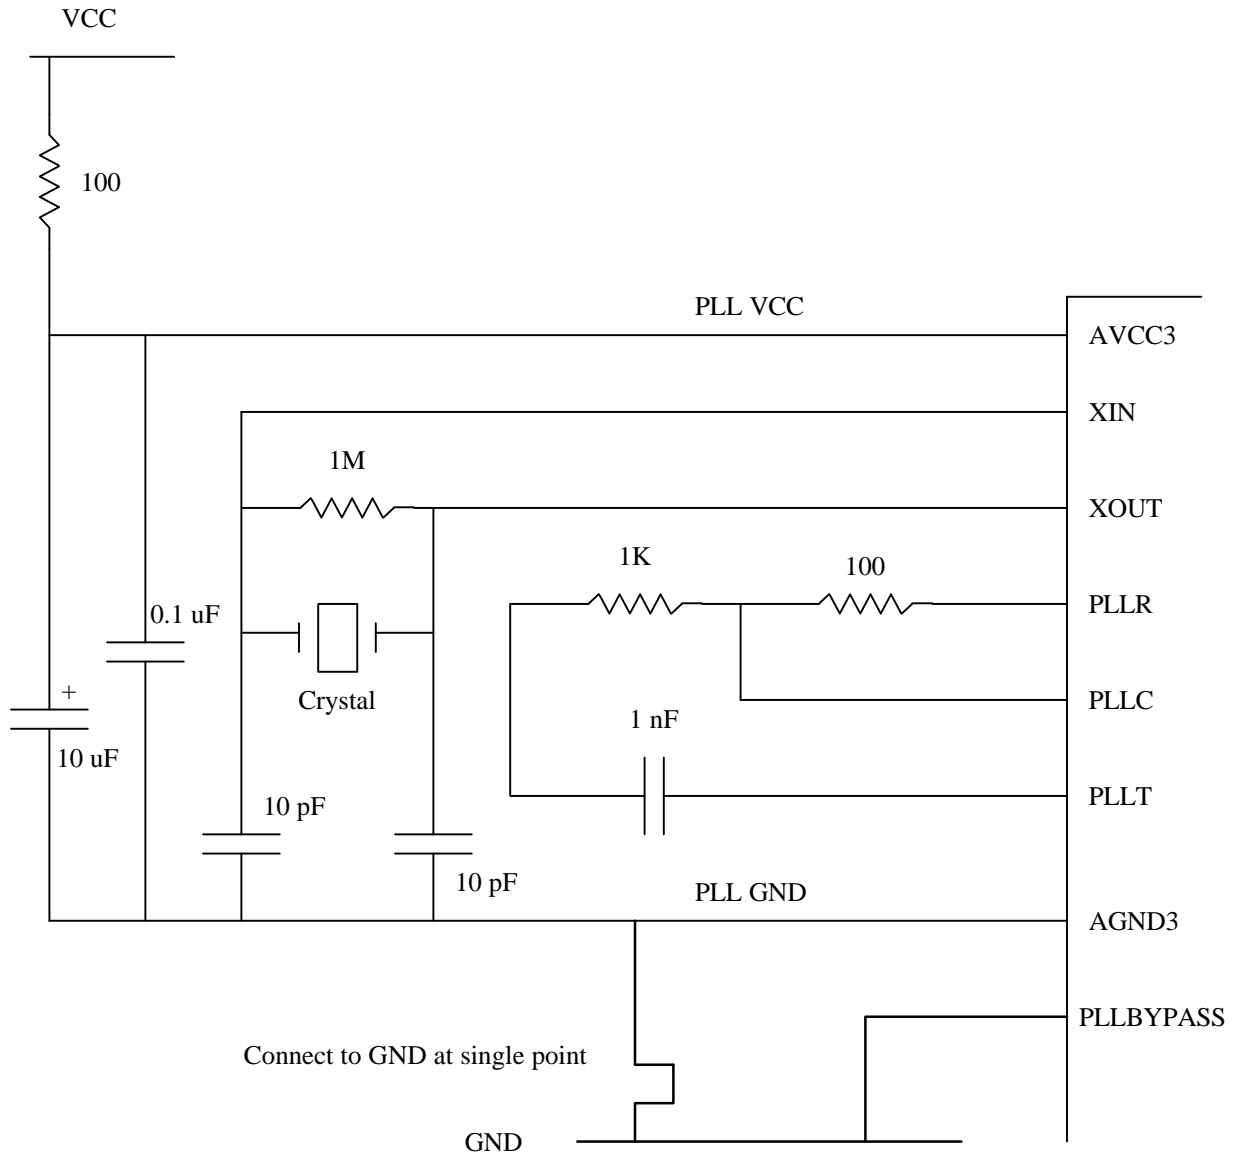 VCC
100
PLL VCC
AVCC3
XIN
1M
XOUT
1K
100
0.1 uF
PLLR
Crystal
PLLC
+
1 nF
10 uF
PLLT
10 pF
10 pF
PLL GND
AGND3
PLLBYPASS
Connect to GND at single point
GND